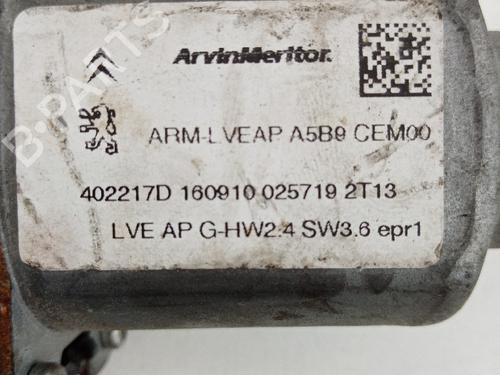 B-PARTS
ArvinMeritor.
ARM-LVEAP A5B9 CEM00
402217D 160910 025719 2T13
LVE AP G-HW2.4 SW3.6 epr1